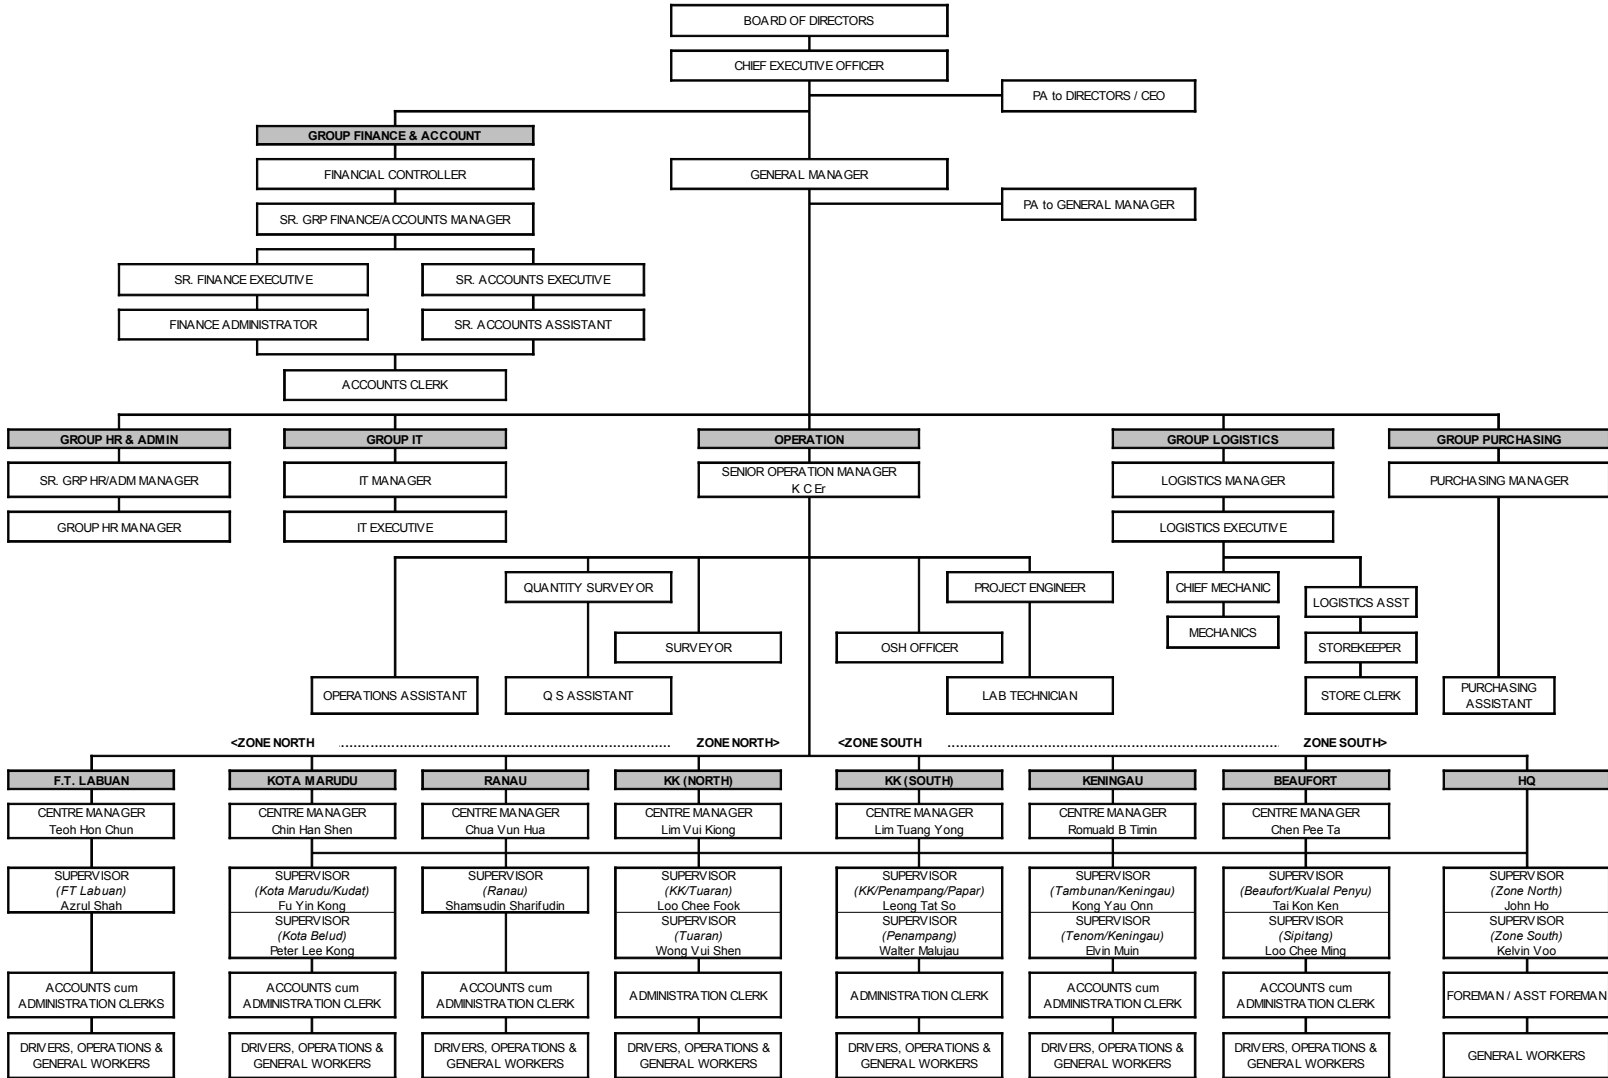 BOARD OF DIRECTORS
CHIEF EXECUTIVE OFFICER
PA to DIRECTORS / CEO
GROUP FINANCE & ACCOUNT
FINANCIAL CONTROLLER
GENERAL MANAGER
SR. GRP FINANCE/ACCOUNTS MANAGER
PA to GENERAL MANAGER
SR. FINANCE EXECUTIVE
SR. ACCOUNTS EXECUTIVE
FINANCE ADMINISTRATOR
SR. ACCOUNTS ASSISTANT
ACCOUNTS CLERK
GROUP HR & ADMIN
GROUP IT
OPERATION
GROUP LOGISTICS
GROUP PURCHASING
SR. GRP HR/ADM MANAGER
IT MANAGER
SENIOR OPERATION MANAGER
K C Er
LOGISTICS MANAGER
PURCHASING MANAGER
GROUP HR MANAGER
IT EXECUTIVE
LOGISTICS EXECUTIVE
QUANTITY SURVEYOR
PROJECT ENGINEER
CHIEF MECHANIC
LOGISTICS ASST
SURVEYOR
OSH OFFICER
MECHANICS
STOREKEEPER
OPERATIONS ASSISTANT
Q S ASSISTANT
LAB TECHNICIAN
STORE CLERK
PURCHASING
ASSISTANT
<ZONE NORTH ........................ ZONE NORTH>
<ZONE SOUTH ........................ ZONE SOUTH>
F.T. LABUAN
KOTA MARUDU
RANAU
KK (NORTH)
KK (SOUTH)
KENINGAU
BEAUFORT
HQ
CENTRE MANAGER
Teoh Hon Chun
CENTRE MANAGER
Chin Han Shen
CENTRE MANAGER
Chua Vun Hua
CENTRE MANAGER
Lim Vui Kiong
CENTRE MANAGER
Lim Tuang Yong
CENTRE MANAGER
Romuald B Timin
CENTRE MANAGER
Chen Pee Ta
SUPERVISOR
(FT Labuan)
Azrul Shah
SUPERVISOR
(Kota Marudu/Kudat)
Fu Yin Kong
SUPERVISOR
(Kota Belud)
Peter Lee Kong
SUPERVISOR
(Ranau)
Shamsudin Sharifudin
SUPERVISOR
(KK/Tuaran)
Loo Chee Fook
SUPERVISOR
(Tuaran)
Wong Vui Shen
SUPERVISOR
(KK/Penampang/Papar)
Leong Tat So
SUPERVISOR
(Penampang)
Walter Malujau
SUPERVISOR
(Tambunan/Keningau)
Kong Yau Onn
SUPERVISOR
(Tenom/Keningau)
Elvin Muin
SUPERVISOR
(Beaufort/Kualal Penyu)
Tai Kon Ken
SUPERVISOR
(Sipitang)
Loo Chee Ming
SUPERVISOR
(Zone North)
John Ho
SUPERVISOR
(Zone South)
Kelvin Voo
ACCOUNTS cum
ADMINISTRATION CLERKS
ACCOUNTS cum
ADMINISTRATION CLERK
ACCOUNTS cum
ADMINISTRATION CLERK
ADMINISTRATION CLERK
ADMINISTRATION CLERK
ACCOUNTS cum
ADMINISTRATION CLERK
ACCOUNTS cum
ADMINISTRATION CLERK
FOREMAN / ASST FOREMAN
DRIVERS, OPERATIONS &
GENERAL WORKERS
DRIVERS, OPERATIONS &
GENERAL WORKERS
DRIVERS, OPERATIONS &
GENERAL WORKERS
DRIVERS, OPERATIONS &
GENERAL WORKERS
DRIVERS, OPERATIONS &
GENERAL WORKERS
DRIVERS, OPERATIONS &
GENERAL WORKERS
DRIVERS, OPERATIONS &
GENERAL WORKERS
GENERAL WORKERS